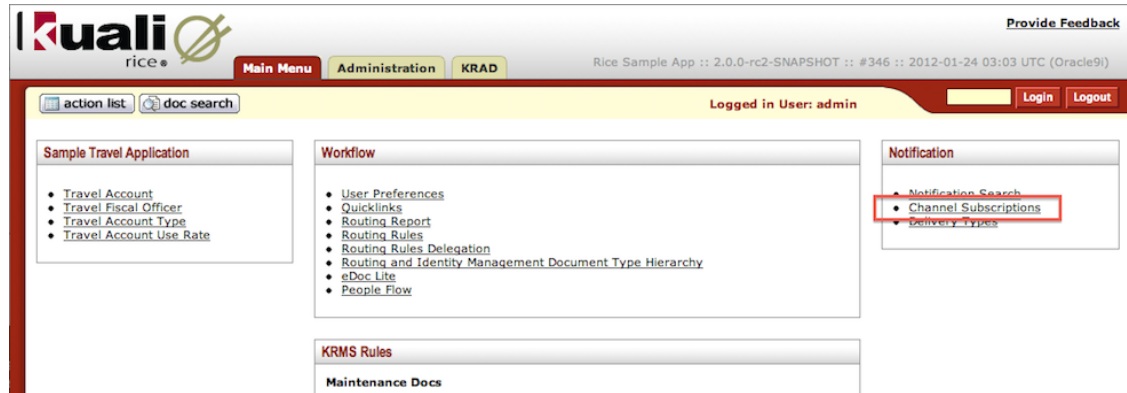 Kuali
rice
Provide Feedback
Main Menu
Administration
KRAD
Rice Sample App :: 2.0.0-rc2-SNAPSHOT :: #346 :: 2012-01-24 03:03 UTC (Oracle9i)
action list
doc search
Logged in User: admin
Login
Logout
Sample Travel Application
Travel Account
Travel Fiscal Officer
Travel Account Type
Travel Account Use Rate
Workflow
User Preferences
Quicklinks
Routing Report
Routing Rules
Routing Rules Delegation
Routing and Identity Management Document Type Hierarchy
eDoc Lite
People Flow
Notification
Notification Search
Channel Subscriptions
Delivery Types
KRMS Rules
Maintenance Docs